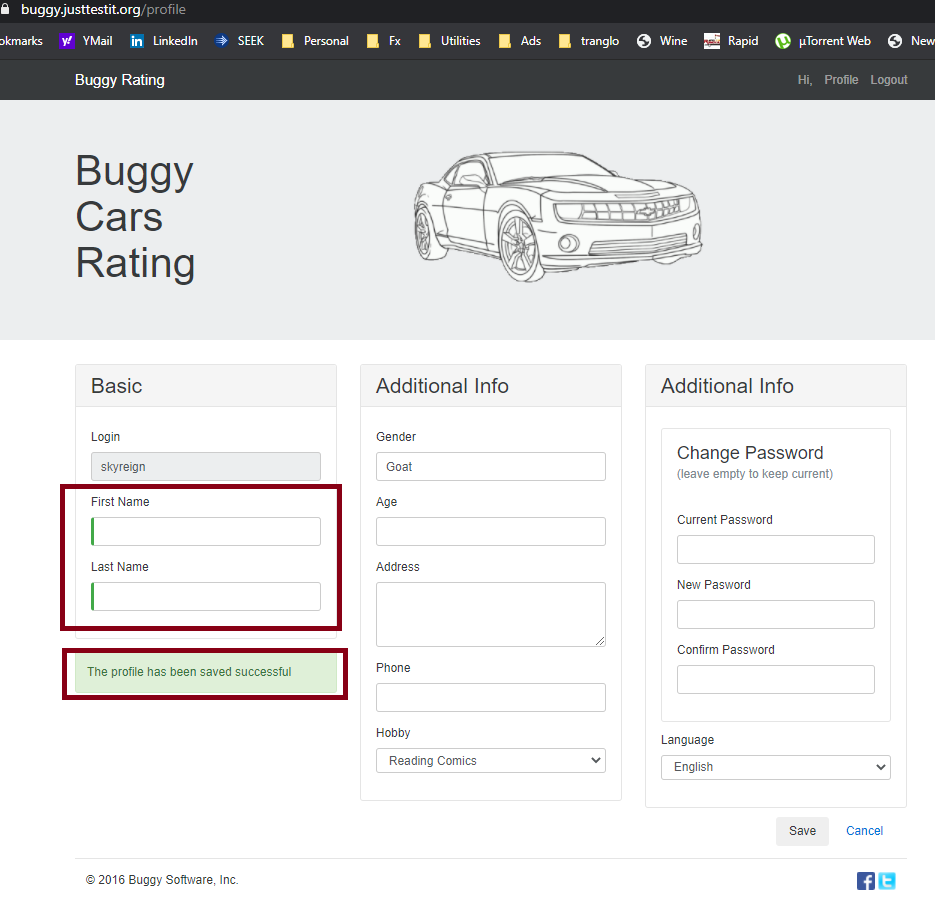 buggy.justtestit.org/profile
okmarks YMail LinkedIn SEEK Personal Fx Utilities Ads tranglo Wine Rapid µTorrent Web New
Buggy Rating Hi, Profile Logout
Buggy
Cars
Rating
Basic
Login
skyreign
First Name
Last Name
The profile has been saved successful
Additional Info
Gender
Goat
Age
Address
Phone
Hobby
Reading Comics
Additional Info
Change Password
(leave empty to keep current)
Current Password
New Pasword
Confirm Password
Language
English
Save Cancel
© 2016 Buggy Software, Inc.